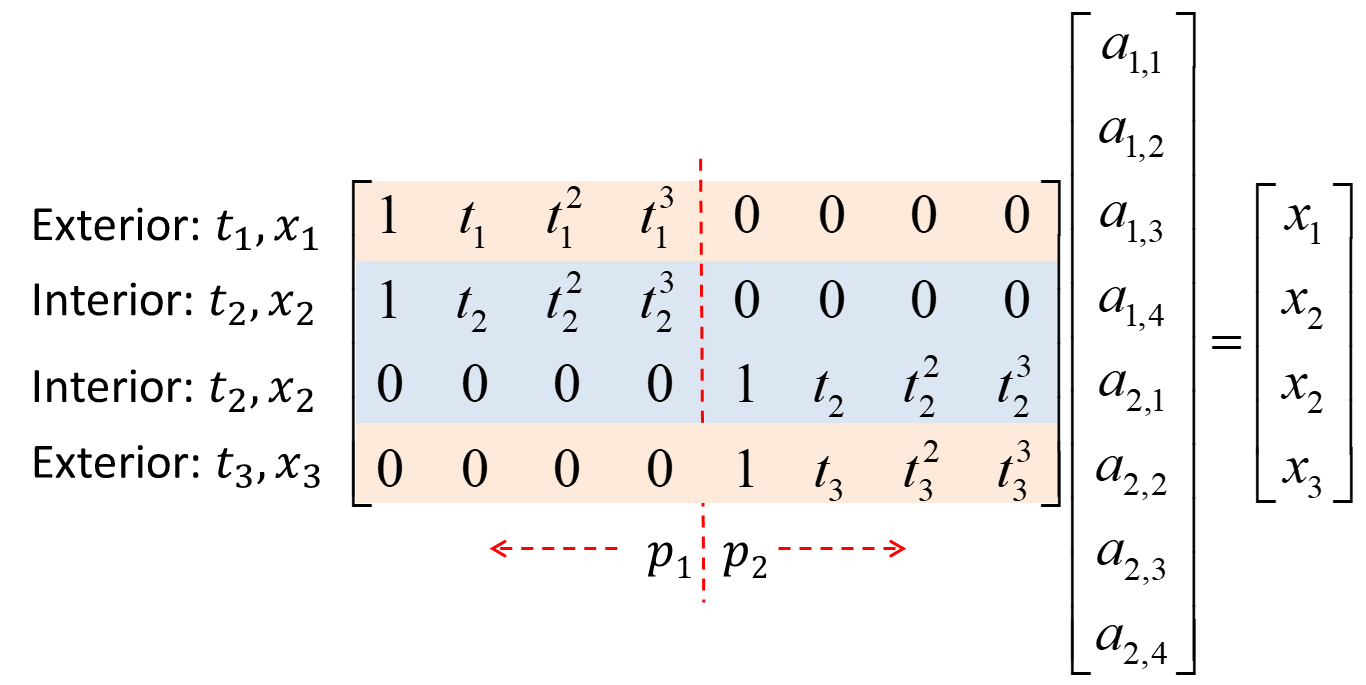 a₁,₁
a₁,₂
Exterior: t₁, x₁ 1 t₁ t₁² t₁³ 0 0 0 0 a₁,₃ x₁
Interior: t₂, x₂ 1 t₂ t₂² t₂³ 0 0 0 0 a₁,₄ x₂
=
Interior: t₂, x₂ 0 0 0 0 1 t₂ t₂² t₂³ a₂,₁ x₂
Exterior: t₃, x₃ 0 0 0 0 1 t₃ t₃² t₃³ a₂,₂ x₃
p₁ p₂ a₂,₃
a₂,₄